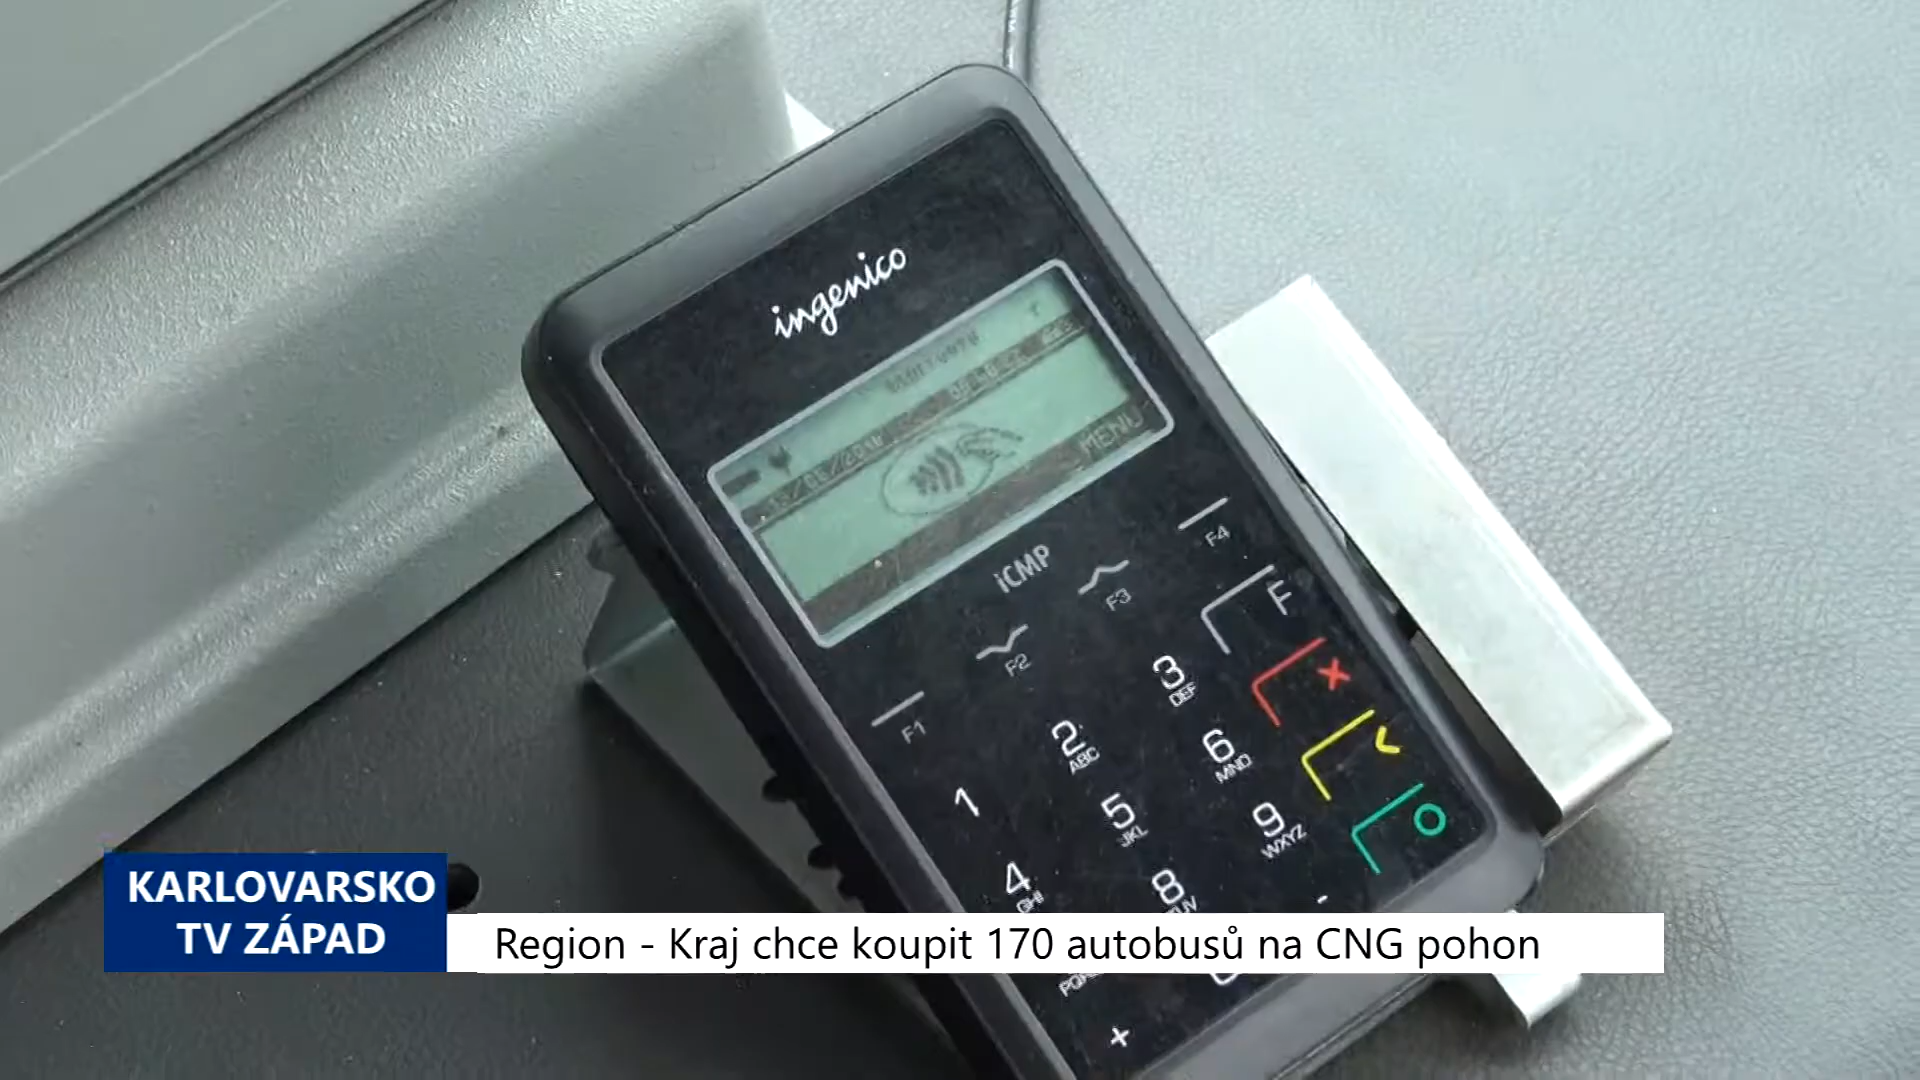 ingenico
MENU
iCMP
F1
F2
F3
F4
F
1
2
ABC
3
DEF
4
GHI
5
JKL
6
MNO
8
9
WXYZ
+
KARLOVARSKO
TV ZÁPAD
Region - Kraj chce koupit 170 autobusů na CNG pohon